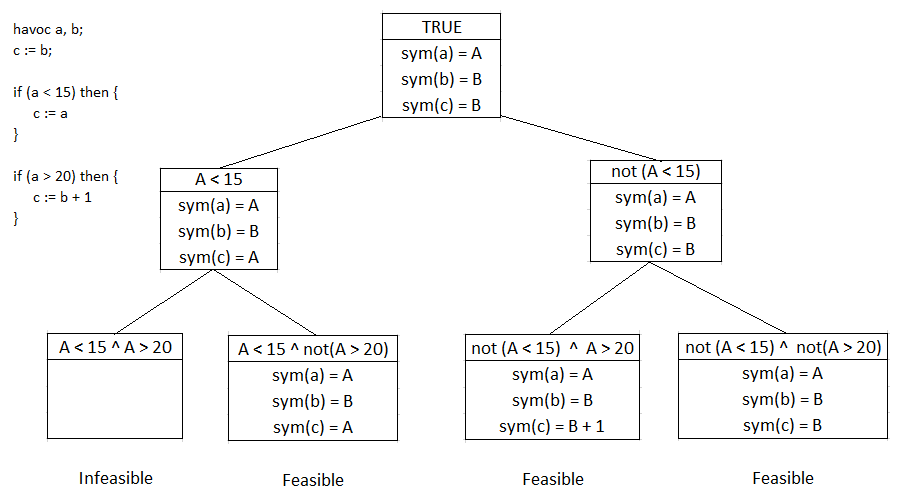 havoc a, b;
c := b;
if (a < 15) then {
c := a
}
if (a > 20) then {
c := b + 1
}
TRUE
sym(a) = A
sym(b) = B
sym(c) = B
A < 15
sym(a) = A
sym(b) = B
sym(c) = A
not (A < 15)
sym(a) = A
sym(b) = B
sym(c) = B
A < 15 ^ A > 20
Infeasible
A < 15 ^ not(A > 20)
sym(a) = A
sym(b) = B
sym(c) = A
Feasible
not (A < 15) ^ A > 20
sym(a) = A
sym(b) = B
sym(c) = B + 1
Feasible
not (A < 15) ^ not(A > 20)
sym(a) = A
sym(b) = B
sym(c) = B
Feasible